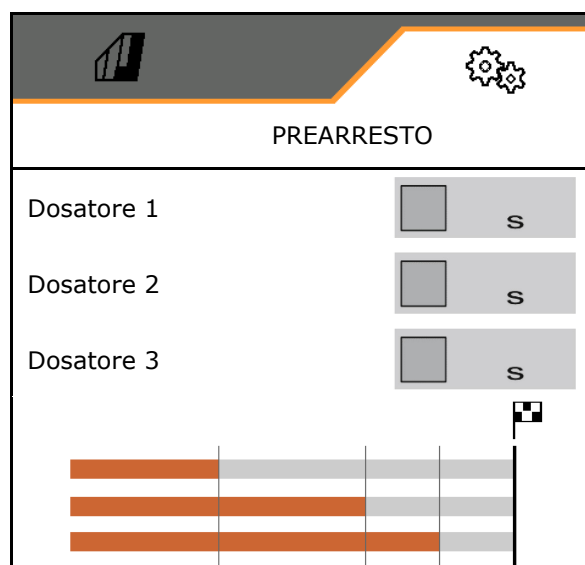 PREARRESTO
Dosatore 1
s
Dosatore 2
s
Dosatore 3
s